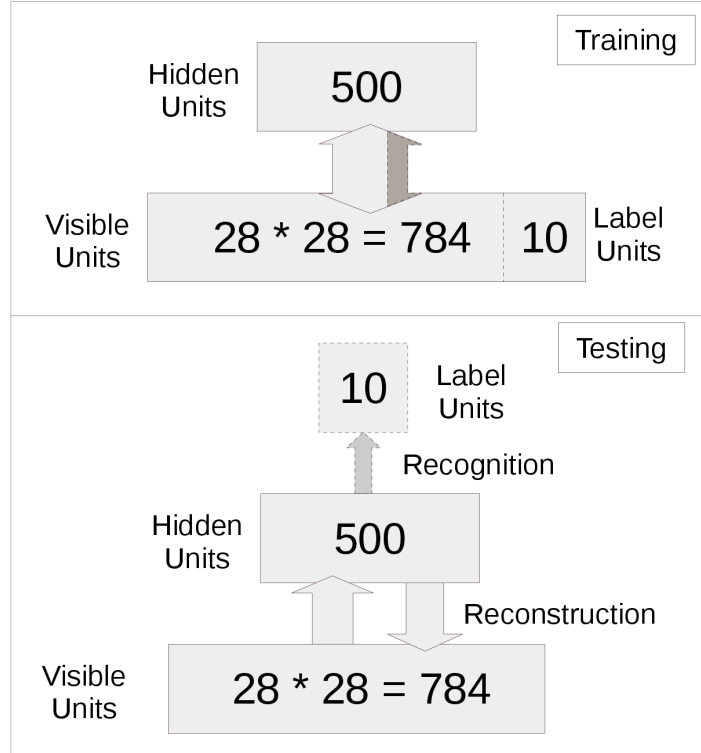 Training
Hidden
Units
500
Visible
Units
28 * 28 = 784
10
Label
Units
Testing
10
Label
Units
Recognition
Hidden
Units
500
Reconstruction
Visible
Units
28 * 28 = 784